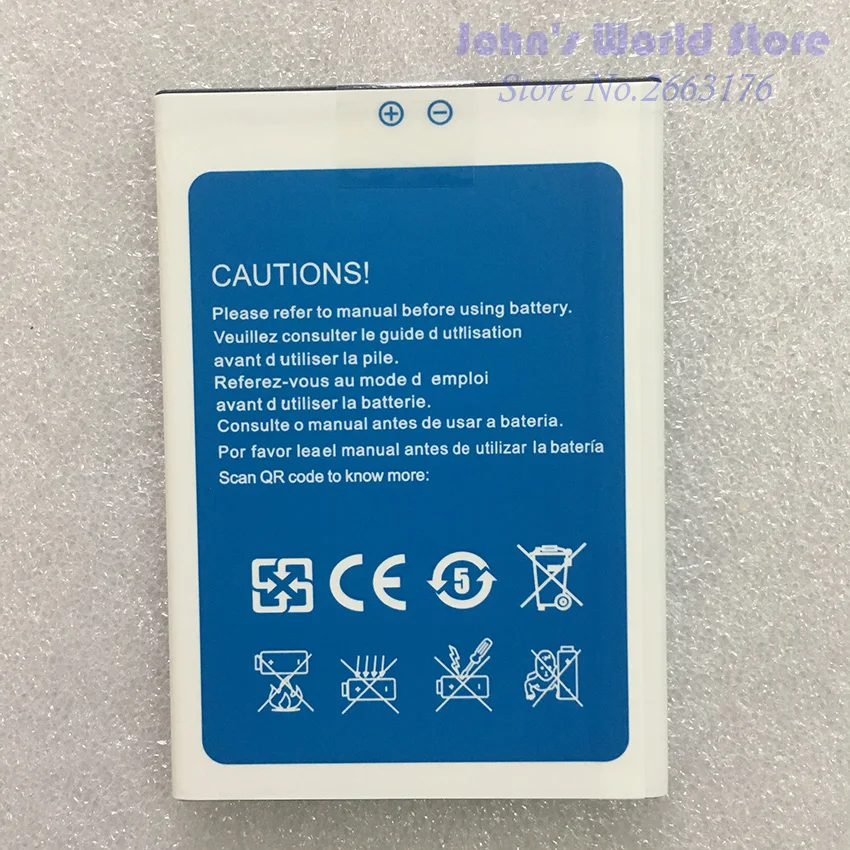 John's World Store
Store No.2663176
CAUTIONS!
Please refer to manual before using battery.
Veuillez consulter le guide d utflisation
avant d utiliser la pile.
Referez-vous au mode d emploi
avant d utiliser la batterie.
Consulte o manual antes de usar a bateria.
Por favor leael manual antes de utilizar la batería
Scan QR code to know more:
CE
5